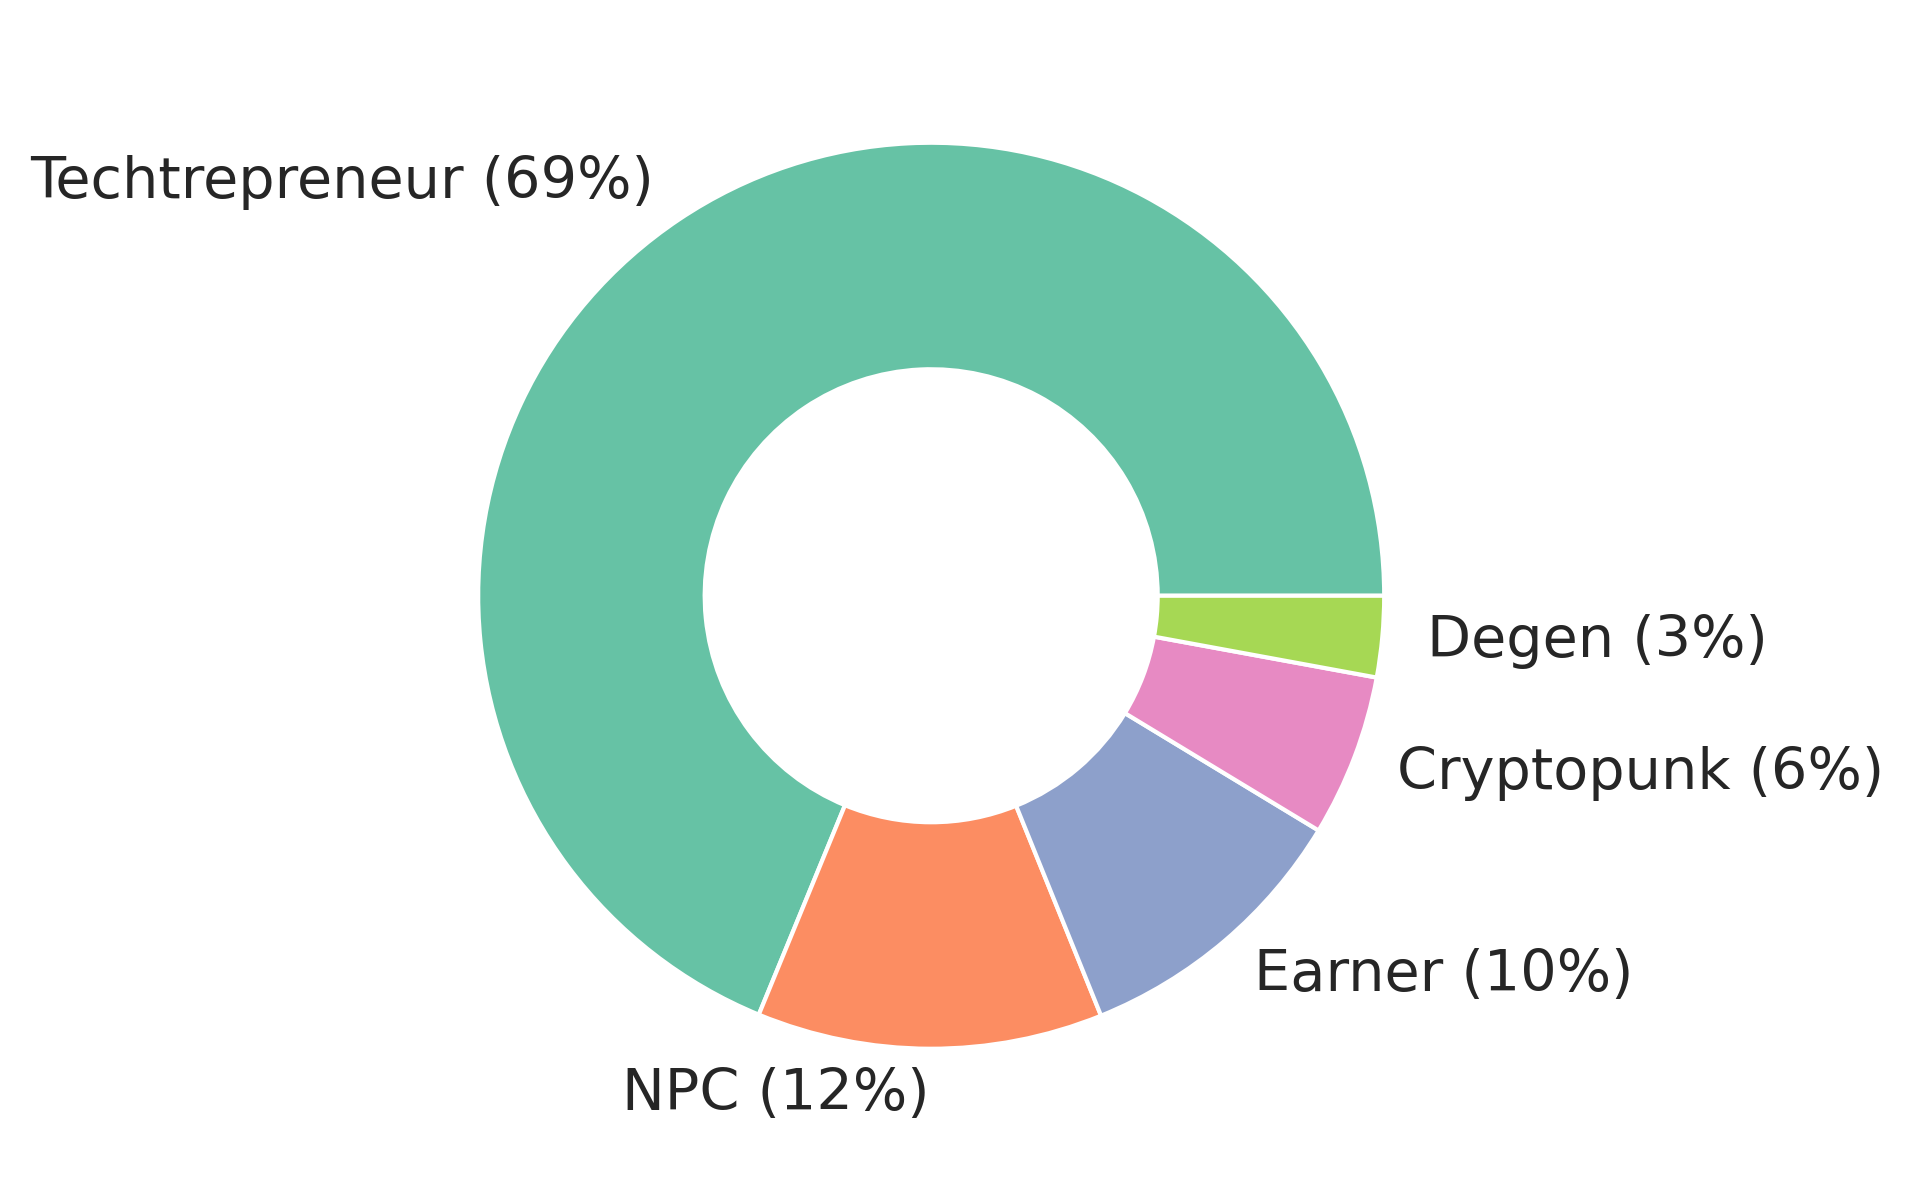 Techtrepreneur (69%)
Degen (3%)
Cryptopunk (6%)
Earner (10%)
NPC (12%)